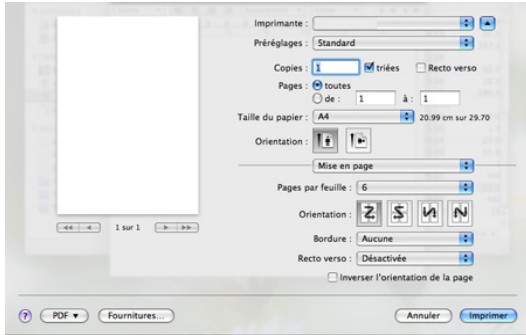 Imprimante :
Préréglages : Standard
Copies : 1 triées Recto verso
Pages : toutes
de : 1 à : 1
Taille du papier : A4 20.99 cm sur 29.70
Orientation :
Mise en page
Pages par feuille : 6
Orientation :
1 sur 1
Bordure : Aucune
Recto verso : Désactivée
Inverser l'orientation de la page
? PDF Fournitures... Annuler Imprimer